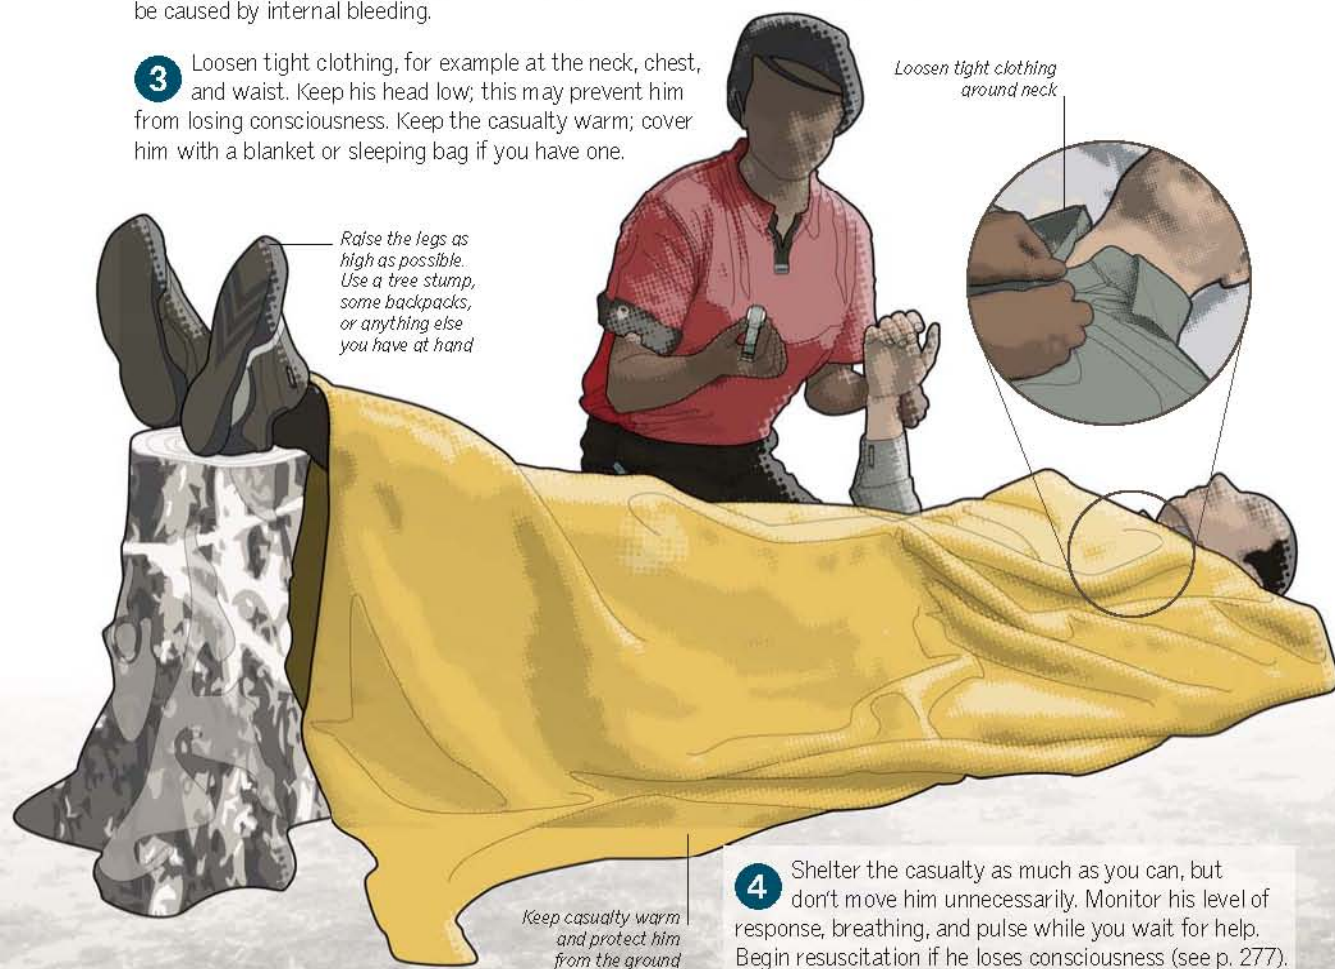 be caused by internal bleeding.
3 Loosen tight clothing, for example at the neck, chest,
and waist. Keep his head low; this may prevent him
from losing consciousness. Keep the casualty warm; cover
him with a blanket or sleeping bag if you have one.
Loosen tight clothing
around neck
Raise the legs as
high as possible.
Use a tree stump,
some backpacks,
or anything else
you have at hand
Keep casualty warm
and protect him
from the ground
4 Shelter the casualty as much as you can, but
don't move him unnecessarily. Monitor his level of
response, breathing, and pulse while you wait for help.
Begin resuscitation if he loses consciousness (see p. 277).